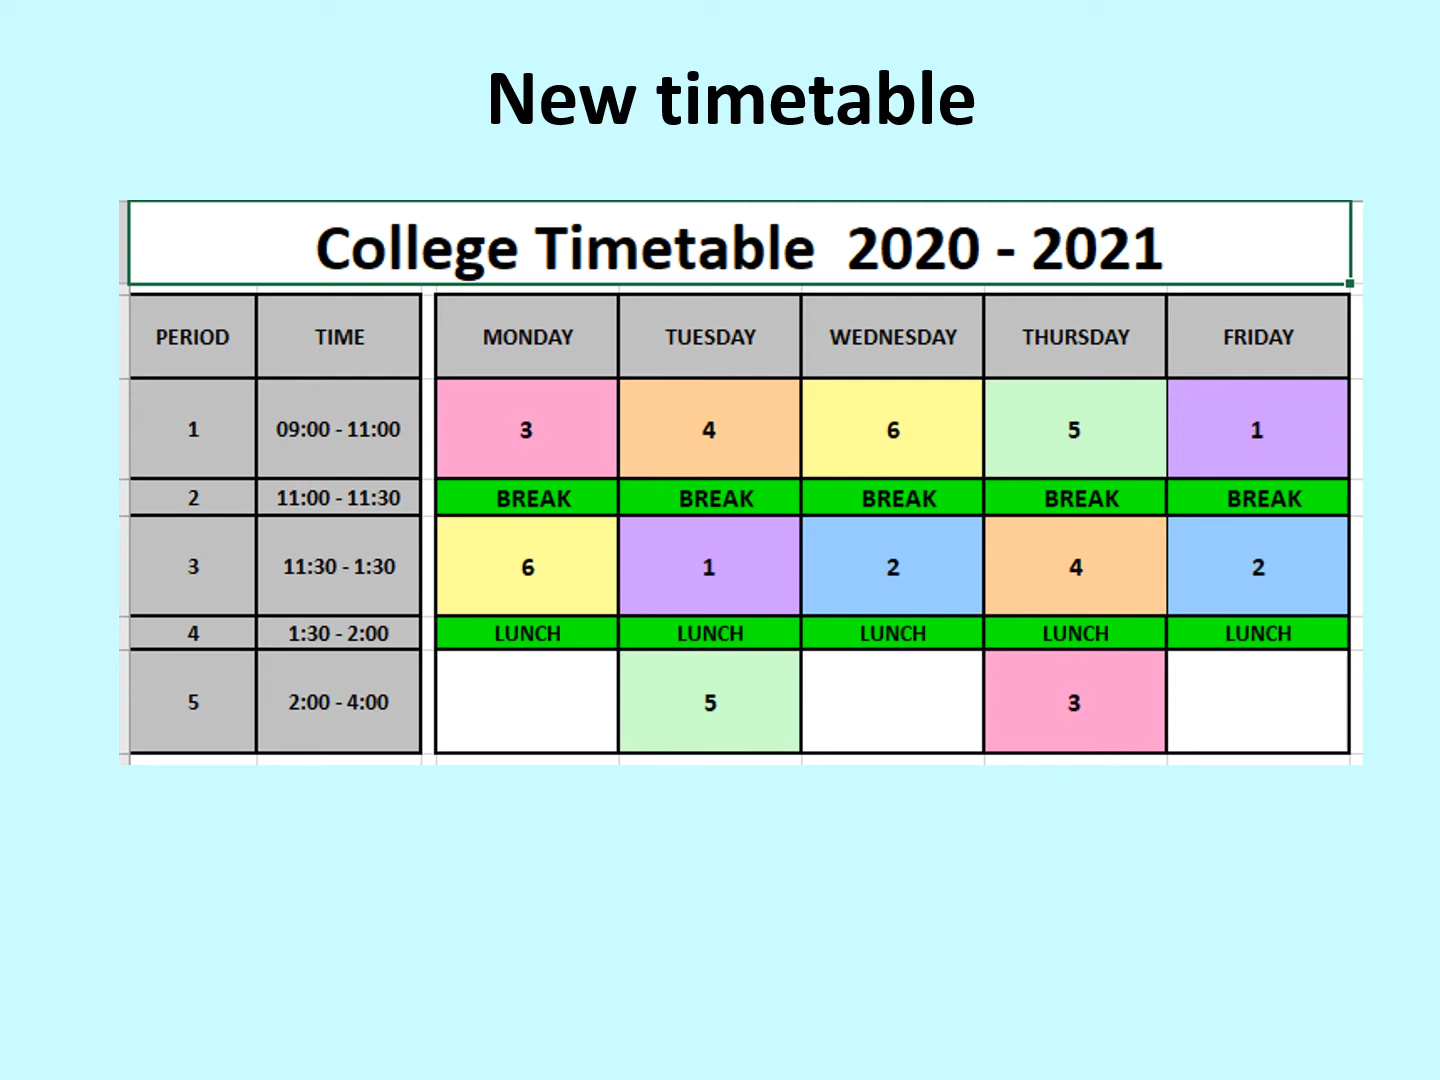 New timetable
College Timetable 2020 - 2021
PERIOD TIME MONDAY TUESDAY WEDNESDAY THURSDAY FRIDAY
1 09:00 - 11:00 3 4 6 5 1
2 11:00 - 11:30 BREAK BREAK BREAK BREAK BREAK
3 11:30 - 1:30 6 1 2 4 2
4 1:30 - 2:00 LUNCH LUNCH LUNCH LUNCH LUNCH
5 2:00 - 4:00 5 3